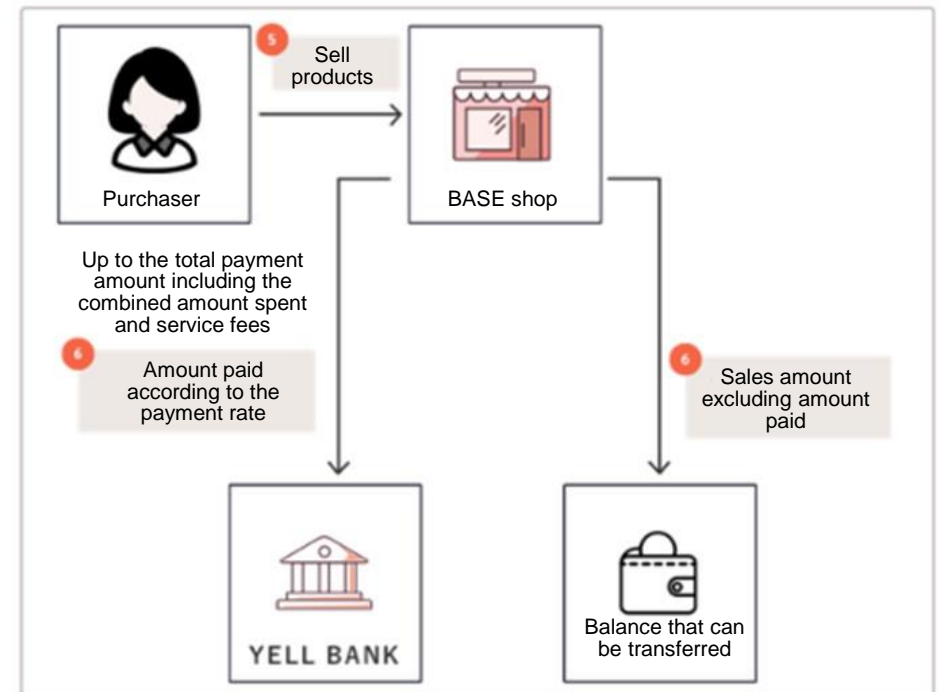 5
Sell
products
Purchaser
BASE shop
Up to the total payment
amount including the
combined amount spent
and service fees
6
Amount paid
according to the
payment rate
6
Sales amount
excluding amount
paid
YELL BANK
Balance that can
be transferred